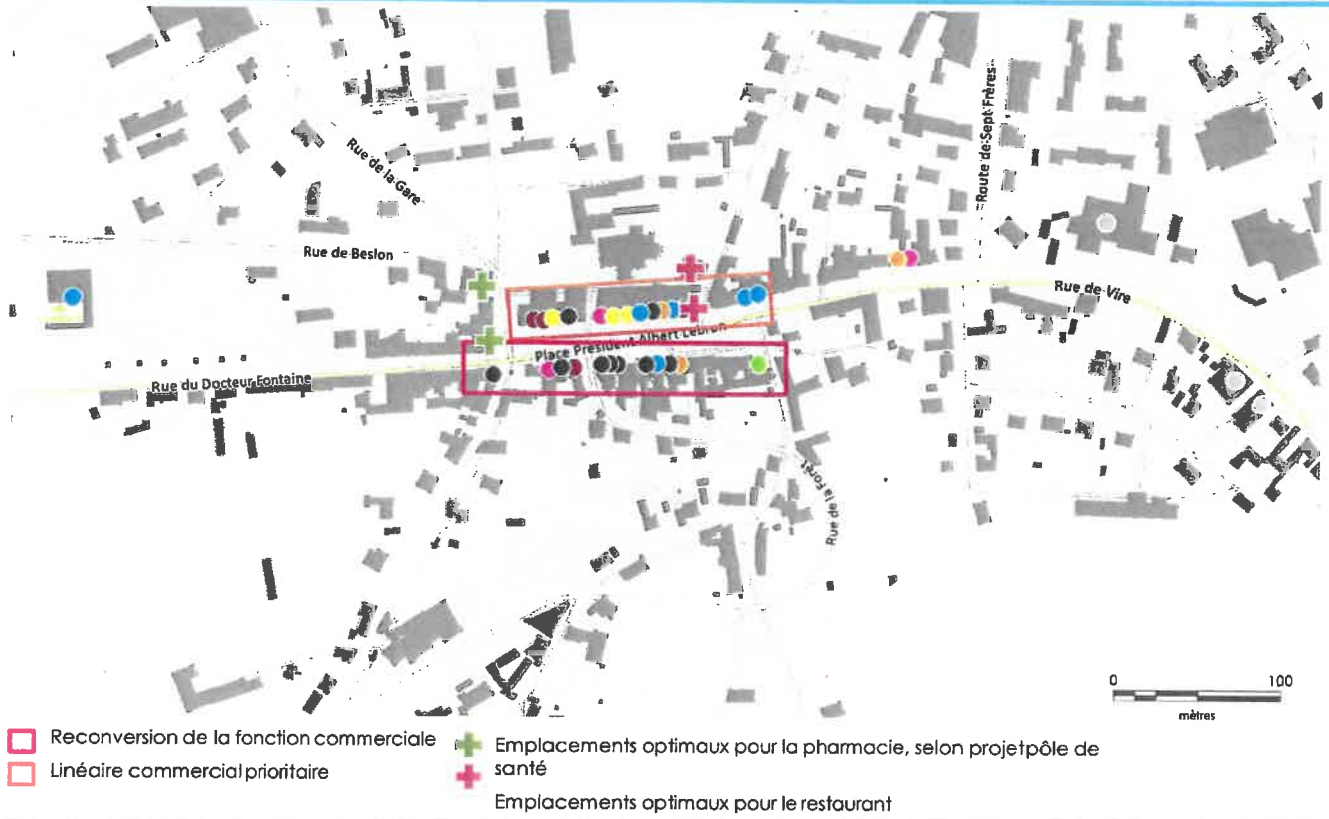 Route de Sept Frères
Rue de la Gare
Rue de Beslon
Rue de Vire
Place Président Albert Lebrun
Rue du Docteur Fontaine
Rue de la Forêt
0 100
mètres
Reconversion de la fonction commerciale
Linéaire commercial prioritaire
Emplacements optimaux pour la pharmacie, selon projetpôle de
santé
Emplacements optimaux pour le restaurant